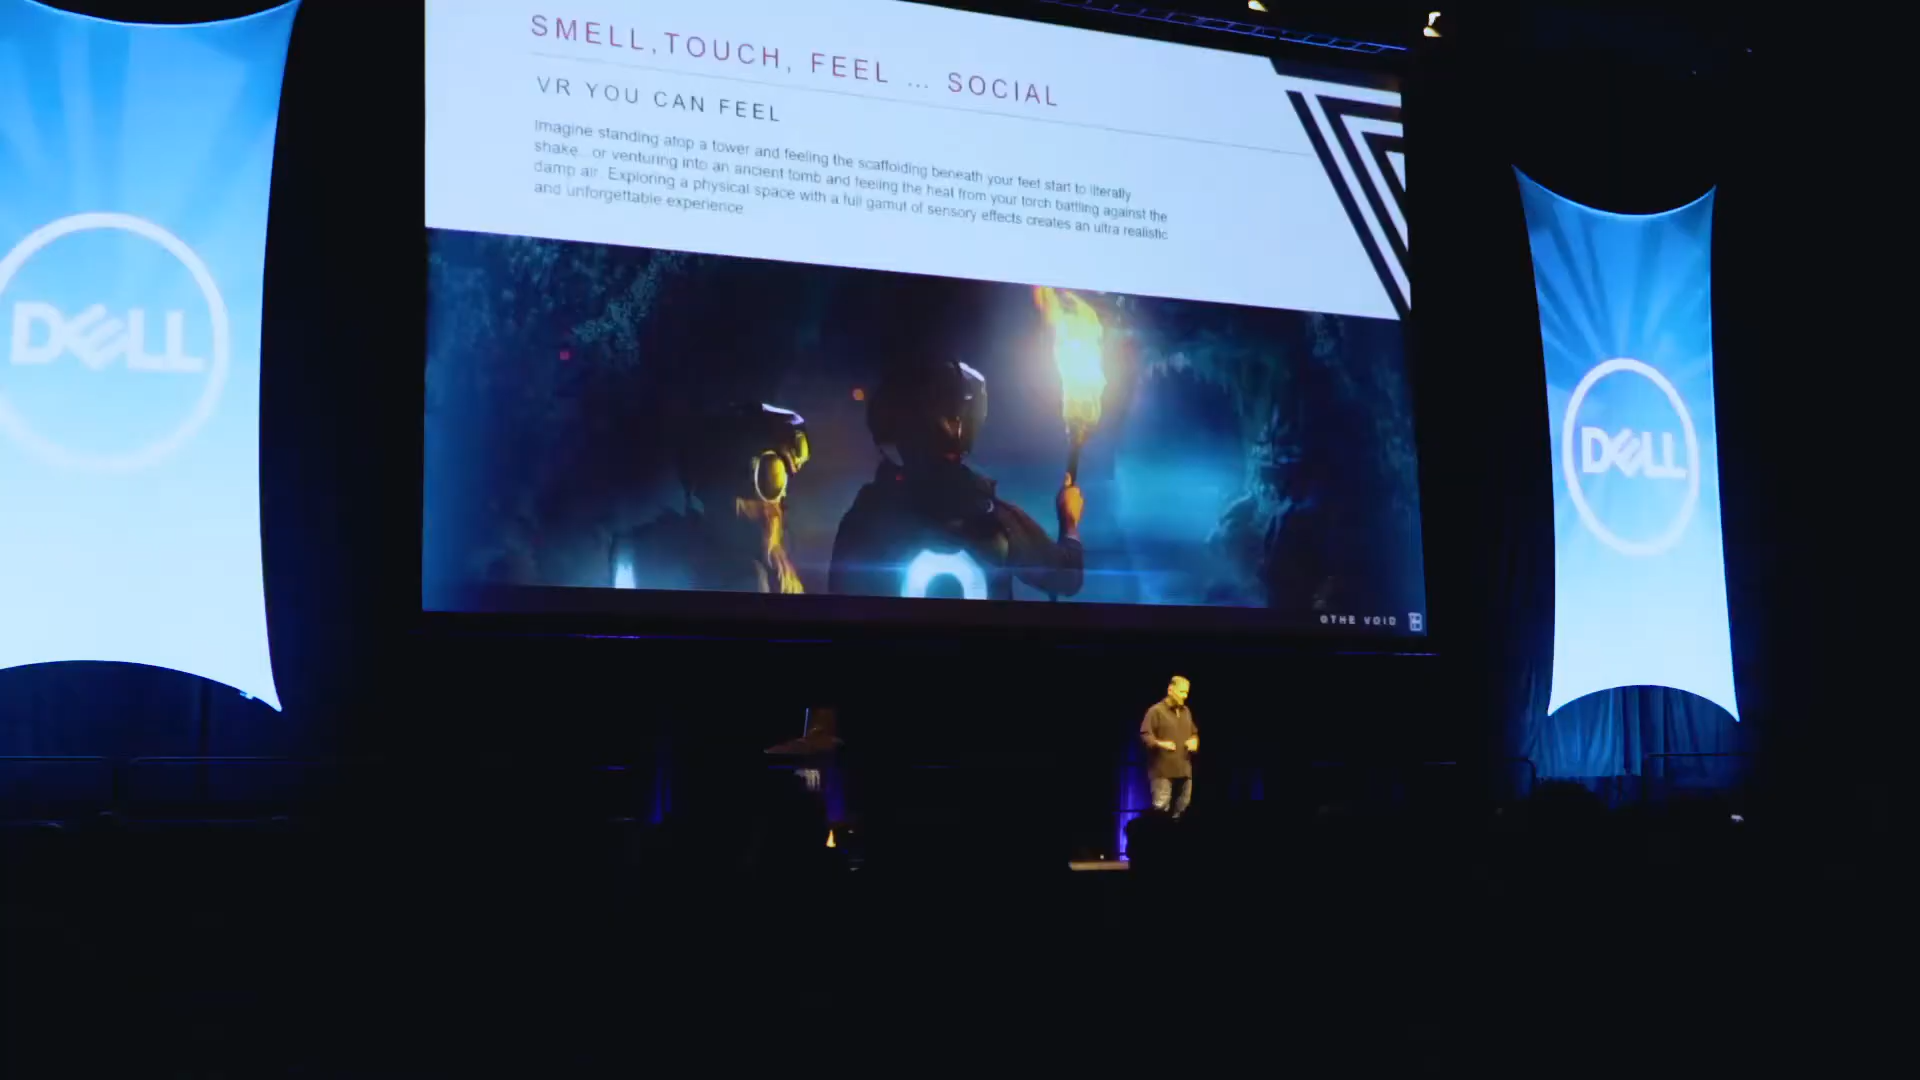 SMELL, TOUCH, FEEL ... SOCIAL
VR YOU CAN FEEL
Imagine standing atop a tower and feeling the scaffolding beneath your feet start to literally
shake...or venturing into an ancient tomb and feeling the heat from your torch battling against the
damp air. Exploring a physical space with a full gamut of sensory effects creates an ultra realistic
and unforgettable experience.
DELL
DELL
©THE VOID